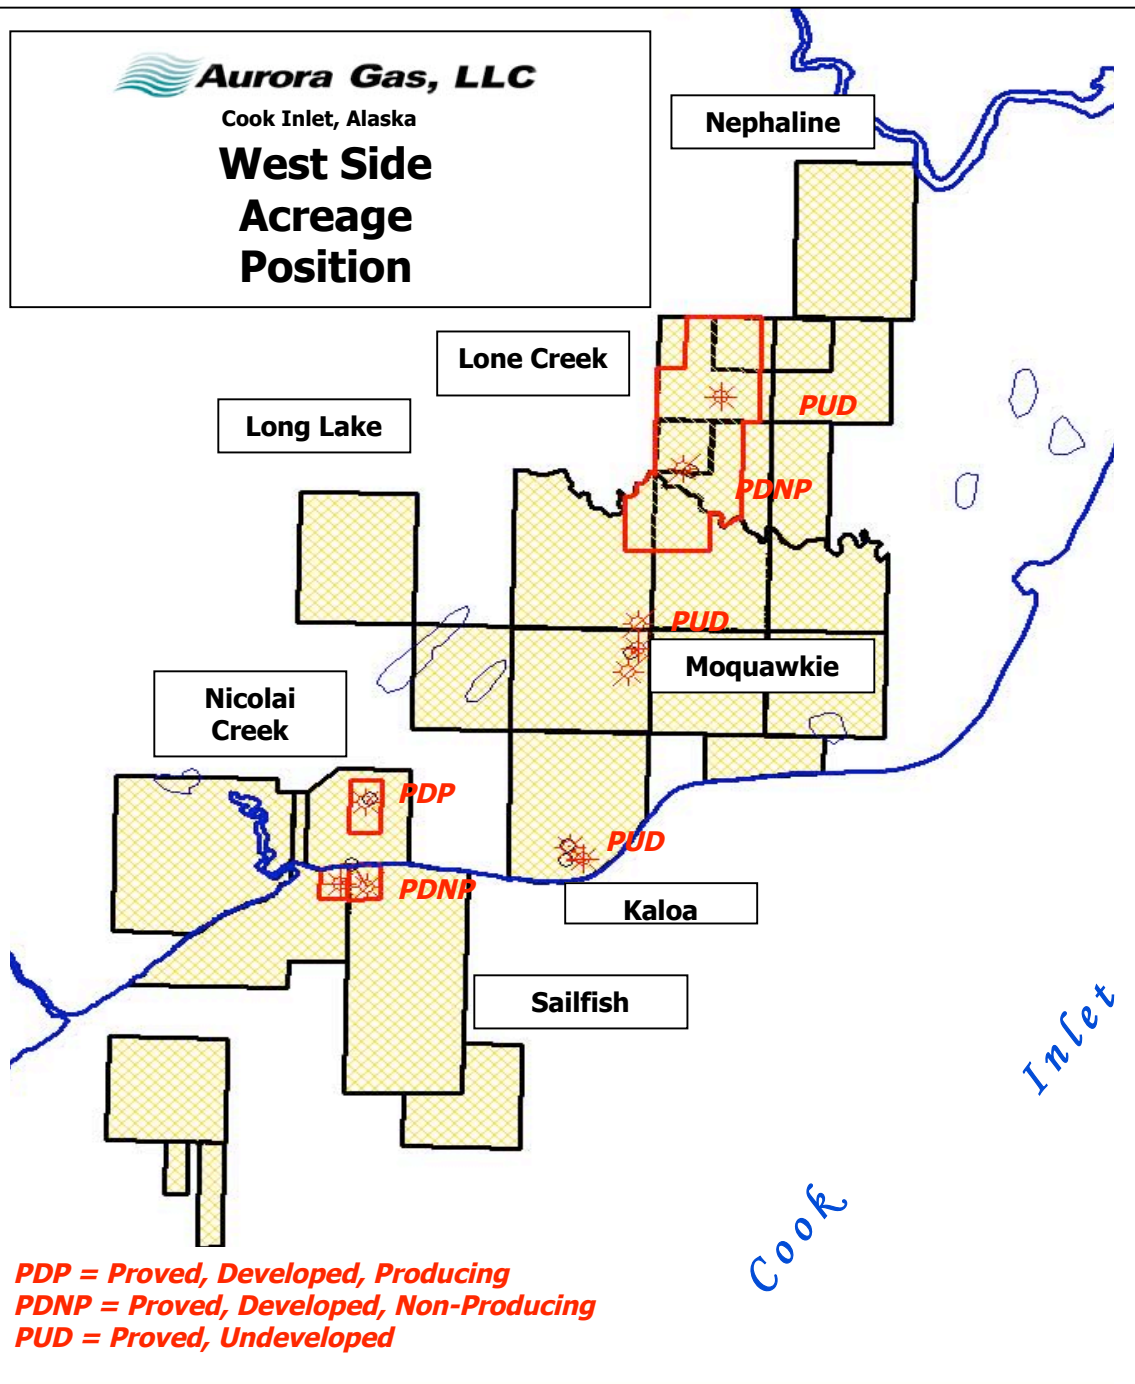 Aurora Gas, LLC
Cook Inlet, Alaska
West Side
Acreage
Position
Nephaline
Lone Creek
PUD
Long Lake
PDNP
PUD
Moquawkie
Nicolai
Creek
PDP
PUD
PDNP
Kaloa
Sailfish
Cook Inlet
PDP = Proved, Developed, Producing
PDNP = Proved, Developed, Non-Producing
PUD = Proved, Undeveloped